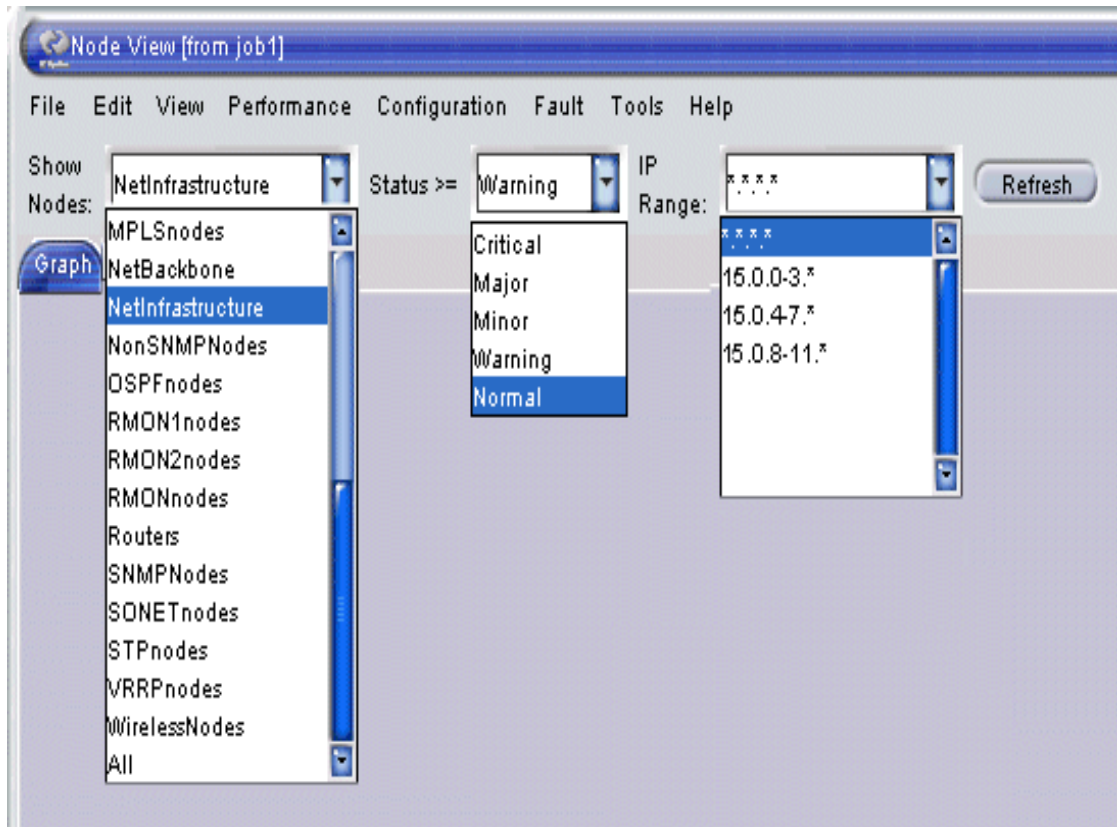 Node View [from job1]
File Edit View Performance Configuration Fault Tools Help
Show Nodes: NetInfrastructure Status >= Warning IP Range: *.*.*.* Refresh
Graph
MPLSnodes
NetBackbone
NetInfrastructure
NonSNMPNodes
OSPFnodes
RMON1nodes
RMON2nodes
RMONnodes
Routers
SNMPNodes
SONETnodes
STPnodes
VRRPnodes
WirelessNodes
All
Critical
Major
Minor
Warning
Normal
*.*.*.*
15.0.0-3.*
15.0.4-7.*
15.0.8-11.*